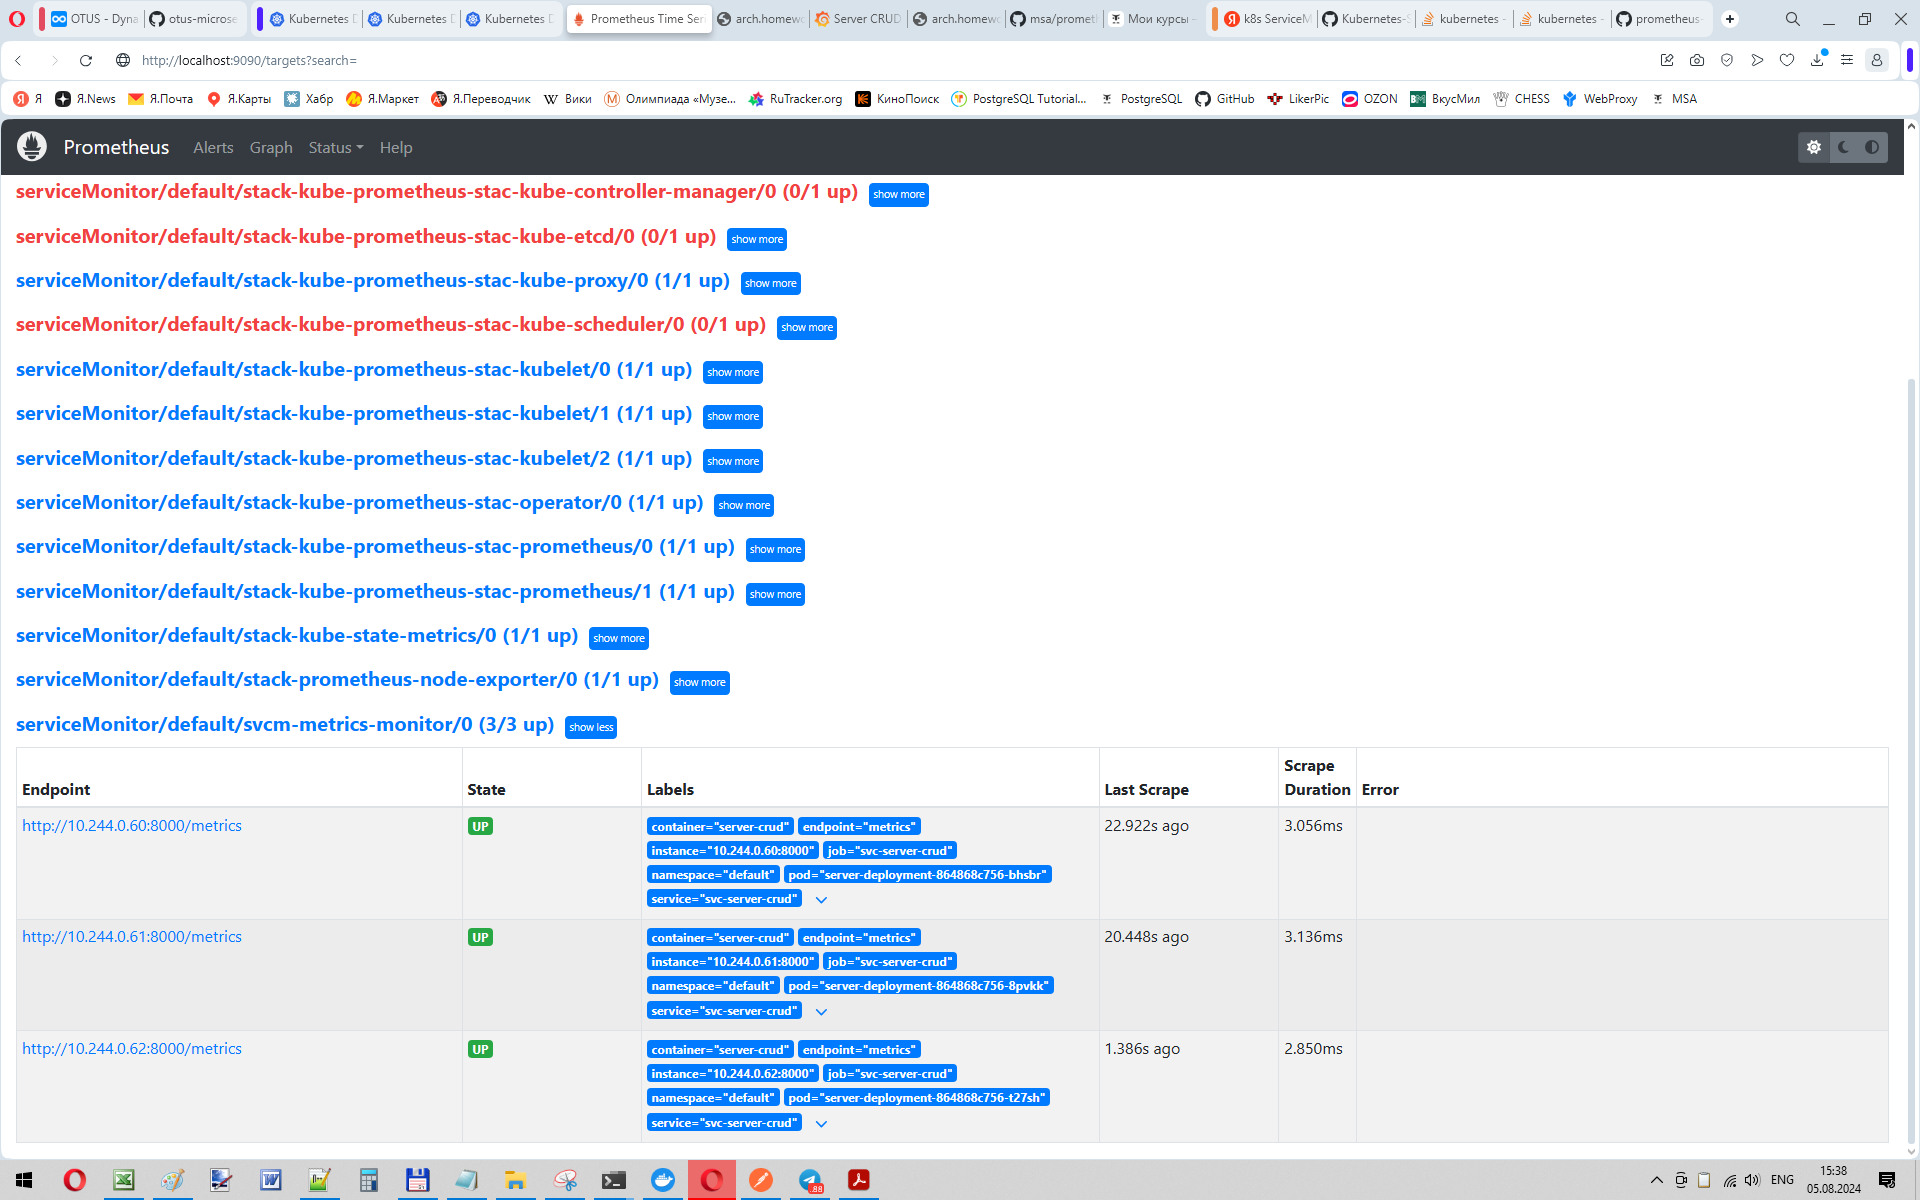 OTUS - Dyna
otus-microse
Kubernetes D
Kubernetes D
Kubernetes D
Prometheus Time Seri
arch.homewo
Server CRUD
arch.homewo
msa/prometh
Мои курсы –
k8s ServiceM
Kubernetes-S
kubernetes -
kubernetes -
prometheus-
http://localhost:9090/targets?search=
Я
Я.News
Я.Почта
Я.Карты
Хабр
Я.Маркет
Я.Переводчик
Вики
Олимпиада «Музе...
RuTracker.org
КиноПоиск
PostgreSQL Tutorial...
PostgreSQL
GitHub
LikerPic
OZON
ВкусМил
CHESS
WebProxy
MSA
Prometheus
Alerts
Graph
Status
Help
serviceMonitor/default/stack-kube-prometheus-stac-kube-controller-manager/0 (0/1 up) show more
serviceMonitor/default/stack-kube-prometheus-stac-kube-etcd/0 (0/1 up) show more
serviceMonitor/default/stack-kube-prometheus-stac-kube-proxy/0 (1/1 up) show more
serviceMonitor/default/stack-kube-prometheus-stac-kube-scheduler/0 (0/1 up) show more
serviceMonitor/default/stack-kube-prometheus-stac-kubelet/0 (1/1 up) show more
serviceMonitor/default/stack-kube-prometheus-stac-kubelet/1 (1/1 up) show more
serviceMonitor/default/stack-kube-prometheus-stac-kubelet/2 (1/1 up) show more
serviceMonitor/default/stack-kube-prometheus-stac-operator/0 (1/1 up) show more
serviceMonitor/default/stack-kube-prometheus-stac-prometheus/0 (1/1 up) show more
serviceMonitor/default/stack-kube-prometheus-stac-prometheus/1 (1/1 up) show more
serviceMonitor/default/stack-kube-state-metrics/0 (1/1 up) show more
serviceMonitor/default/stack-prometheus-node-exporter/0 (1/1 up) show more
serviceMonitor/default/svcm-metrics-monitor/0 (3/3 up) show less
Endpoint
State
Labels
Last Scrape
Scrape Duration
Error
http://10.244.0.60:8000/metrics
UP
container="server-crud" endpoint="metrics"
instance="10.244.0.60:8000" job="svc-server-crud"
namespace="default" pod="server-deployment-864868c756-bhsbr"
service="svc-server-crud"
22.922s ago
3.056ms
http://10.244.0.61:8000/metrics
UP
container="server-crud" endpoint="metrics"
instance="10.244.0.61:8000" job="svc-server-crud"
namespace="default" pod="server-deployment-864868c756-8pvkk"
service="svc-server-crud"
20.448s ago
3.136ms
http://10.244.0.62:8000/metrics
UP
container="server-crud" endpoint="metrics"
instance="10.244.0.62:8000" job="svc-server-crud"
namespace="default" pod="server-deployment-864868c756-t27sh"
service="svc-server-crud"
1.386s ago
2.850ms
88
ENG
15:38
05.08.2024